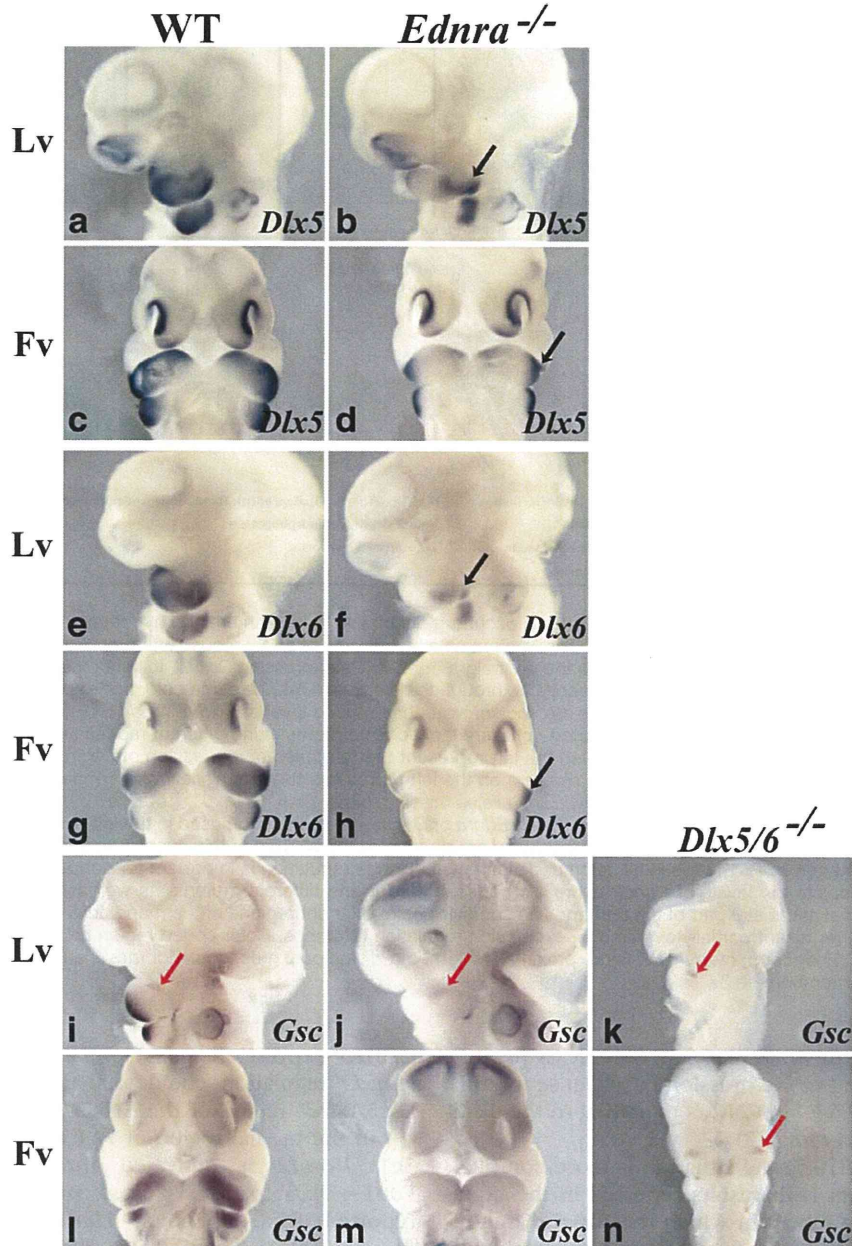 WT Ednra -/-
Lv
a Dlx5 b Dlx5
Fv
c Dlx5 d Dlx5
Lv
e Dlx6 f Dlx6
Fv
g Dlx6 h Dlx6
Dlx5/6 -/-
Lv
i Gsc j Gsc k Gsc
Fv
l Gsc m Gsc n Gsc